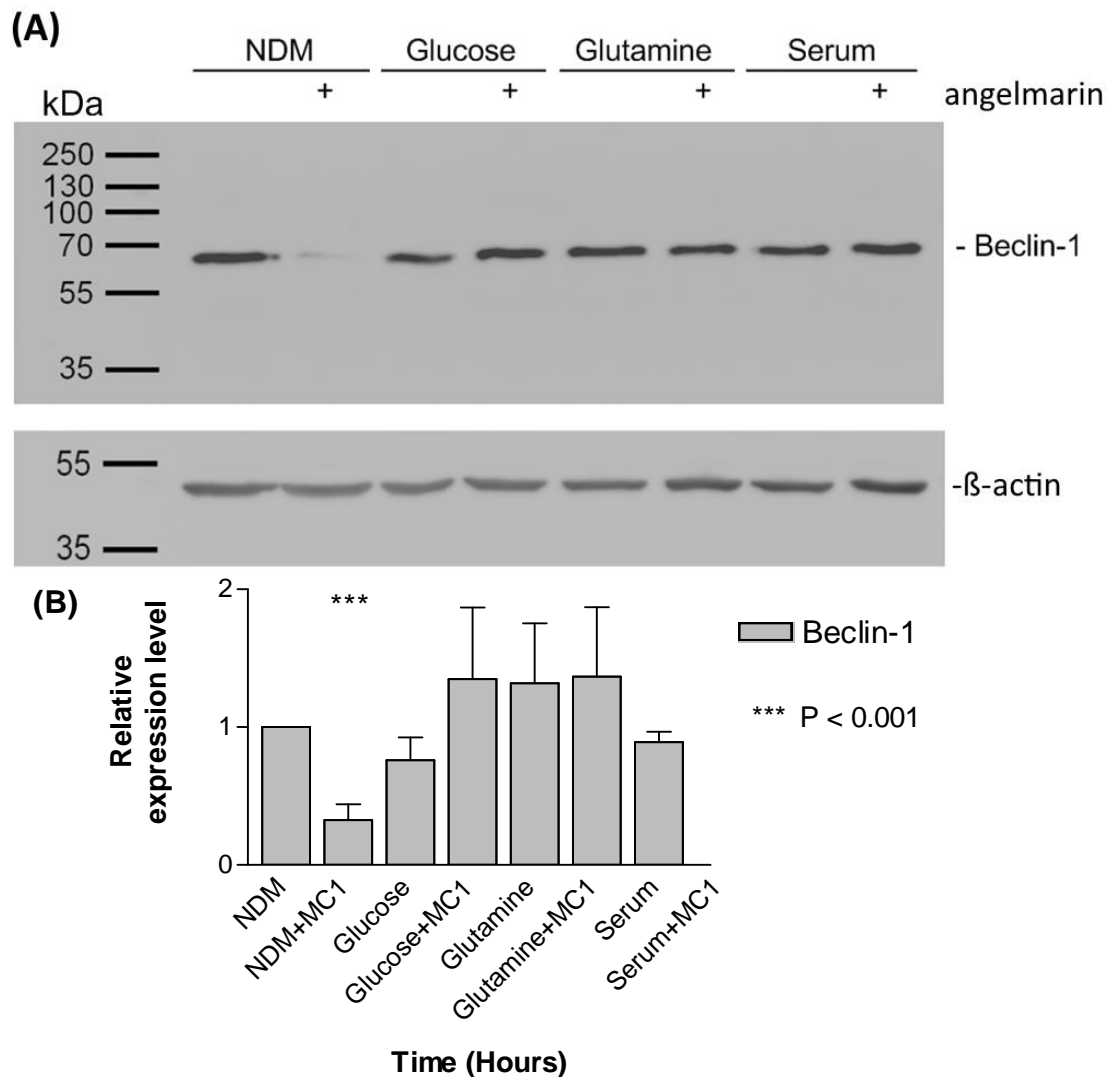 (A)
NDM Glucose Glutamine Serum
kDa + + + + angelmarin
250
130
100
70
- Beclin-1
55
35
55
-ß-actin
35
(B)
2
***
Relative
expression level
Beclin-1
1
*** P < 0.001
0
NDM
NDM+MC1
Glucose
Glucose+MC1
Glutamine
Glutamine+MC1
Serum
Serum+MC1
Time (Hours)